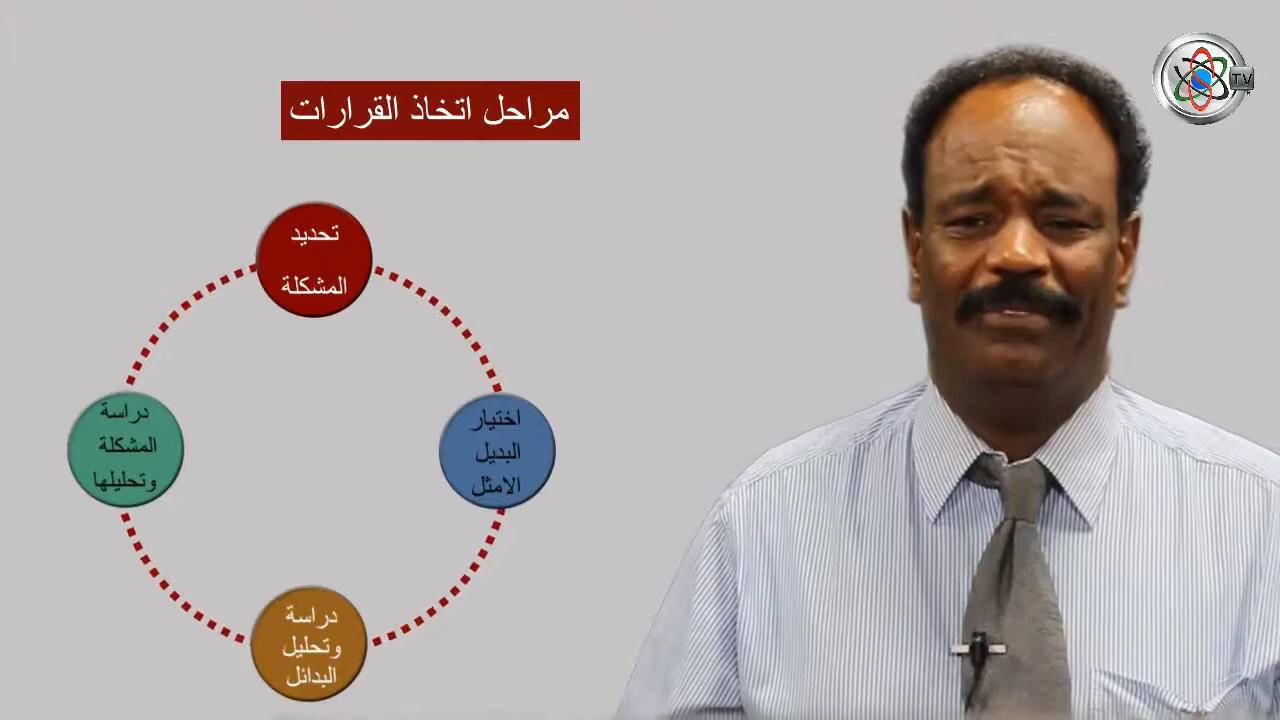 مراحل اتخاذ القرارات
تحديد
المشكلة
دراسة
المشكلة
وتحليلها
دراسة
وتحليل
البدائل
اختيار
البديل
الامثل
TV